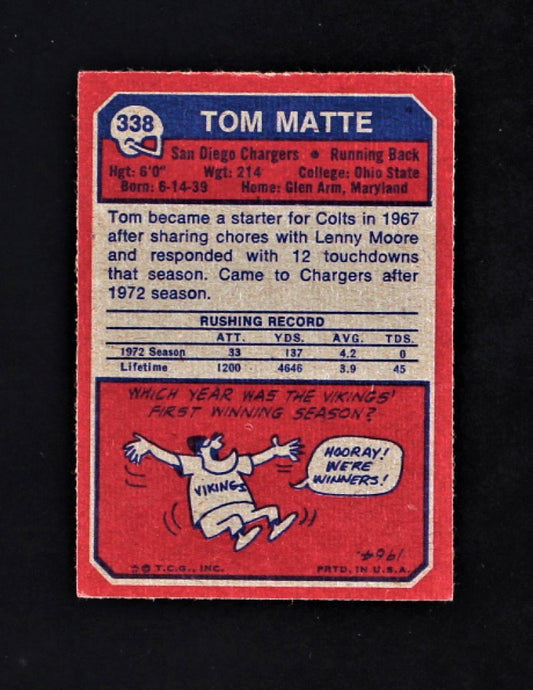 338
TOM MATTE
San Diego Chargers • Running Back
Hgt: 6'0" Wgt: 214 College: Ohio State
Born: 6-14-39 Home: Glen Arm, Maryland
Tom became a starter for Colts in 1967
after sharing chores with Lenny Moore
and responded with 12 touchdowns
that season. Came to Chargers after
1972 season.
RUSHING RECORD
ATT. YDS. AVG. TDS.
1972 Season 33 137 4.2 0
Lifetime 1200 4646 3.9 45
WHICH YEAR WAS THE VIKINGS'
FIRST WINNING SEASON?
HOORAY!
WE'RE
WINNERS!
VIKINGS
1964
© T.C.G., INC. PRTD. IN U.S.A.